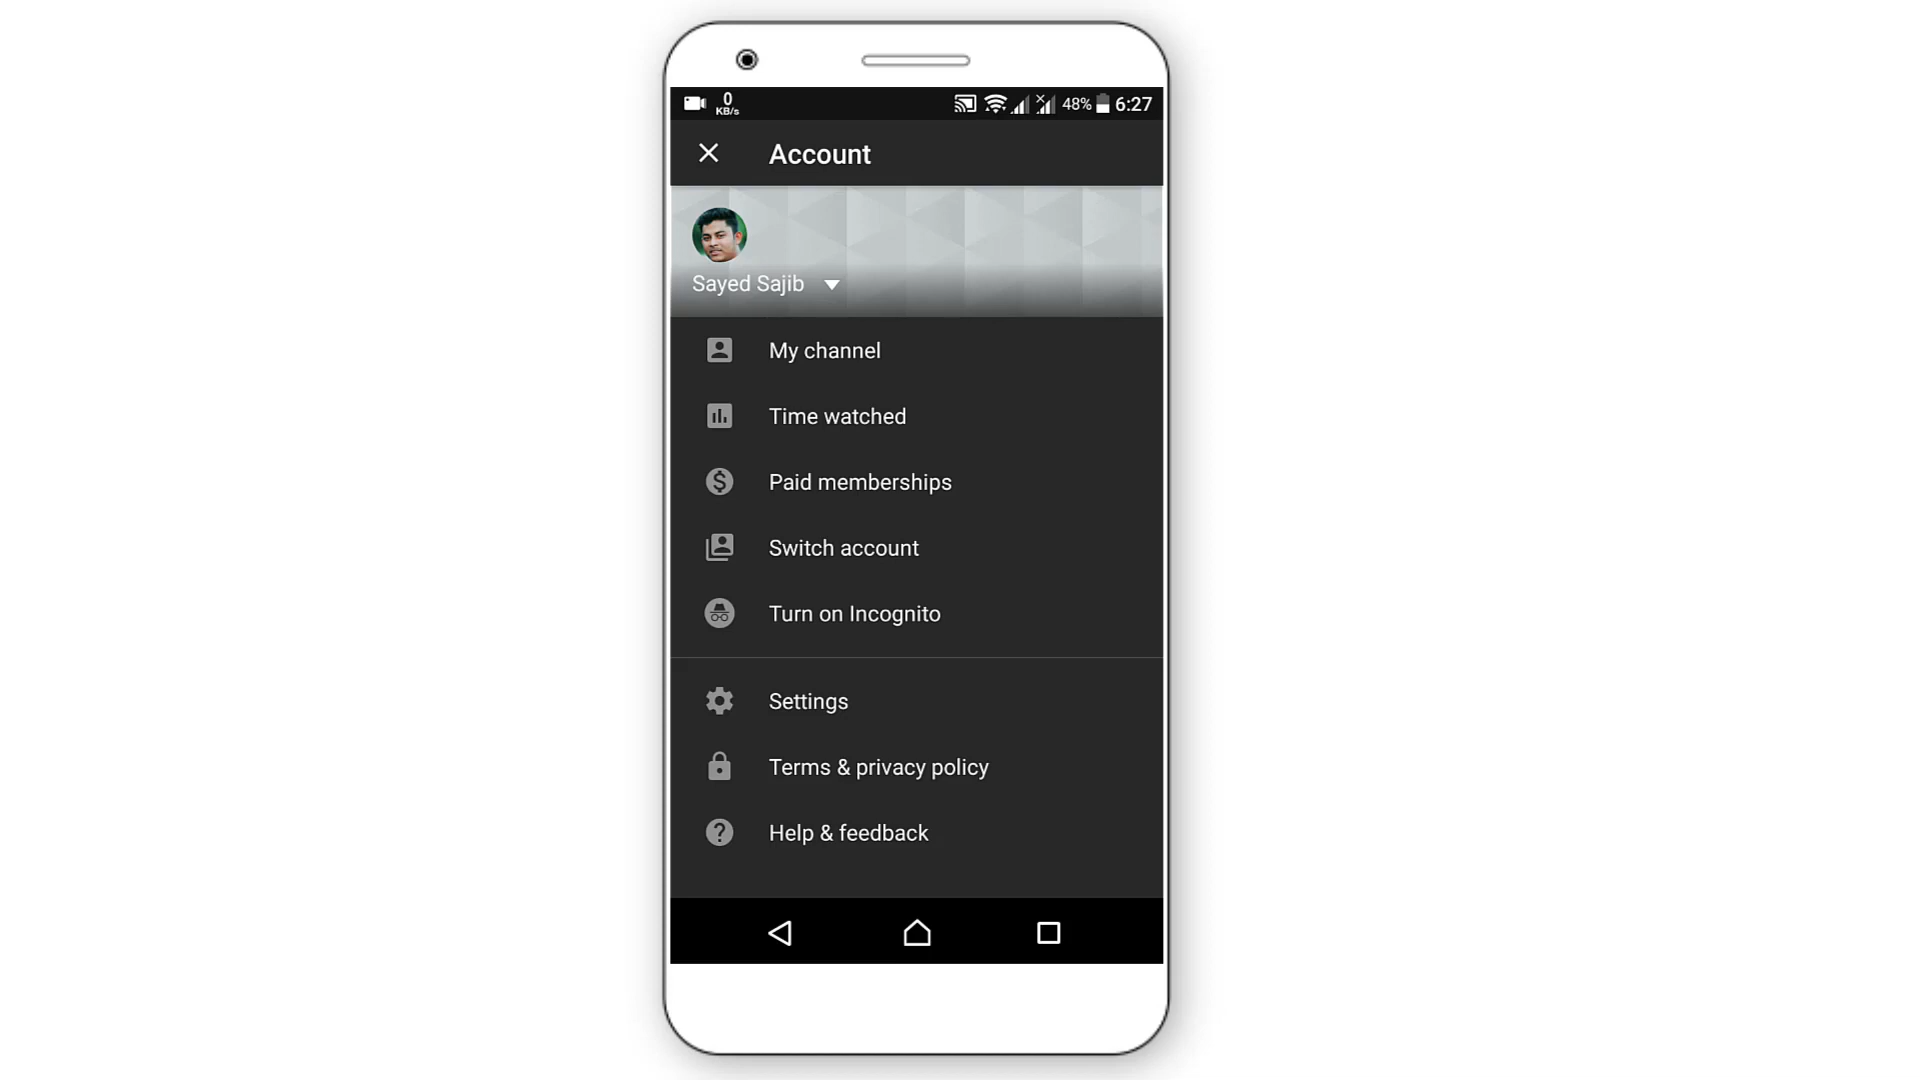 0
KB/s
48% 6:27
Account
Sayed Sajib
My channel
Time watched
Paid memberships
Switch account
Turn on Incognito
Settings
Terms & privacy policy
Help & feedback